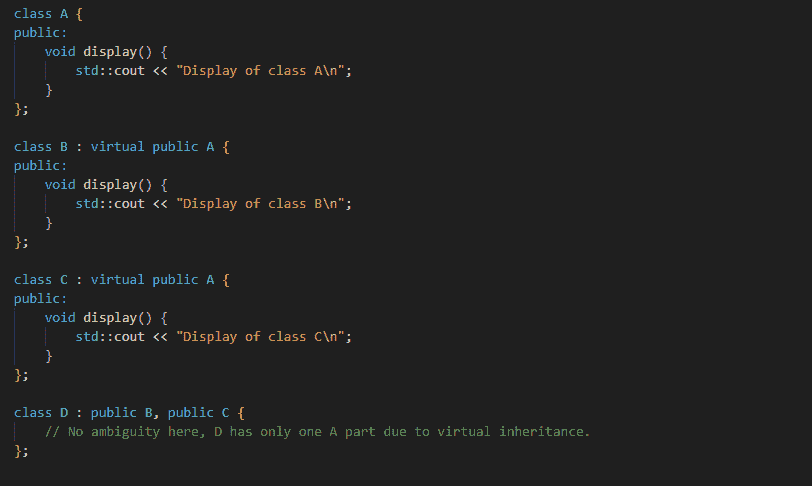 class A {
public:
    void display() {
        std::cout << "Display of class A\n";
    }
};

class B : virtual public A {
public:
    void display() {
        std::cout << "Display of class B\n";
    }
};

class C : virtual public A {
public:
    void display() {
        std::cout << "Display of class C\n";
    }
};

class D : public B, public C {
    // No ambiguity here, D has only one A part due to virtual inheritance.
};